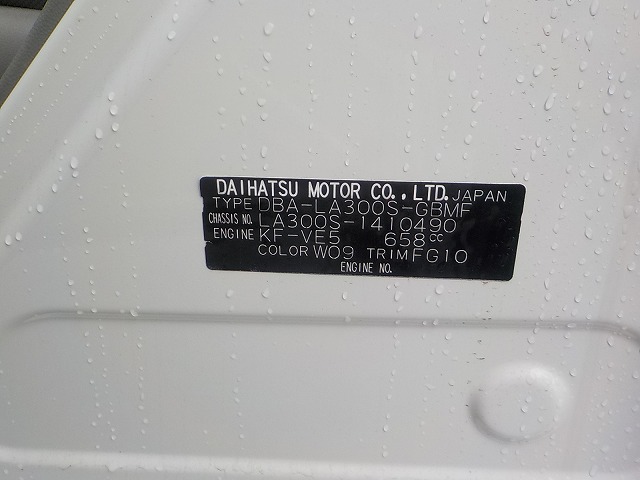 DAIHATSU MOTOR CO.,LTD. JAPAN
TYPE DBA-LA300S-GBMF
CHASSIS NO. LA300S-1410490
ENGINE KF-VE5 658cc
COLOR W09 TRIM FG10
ENGINE NO.